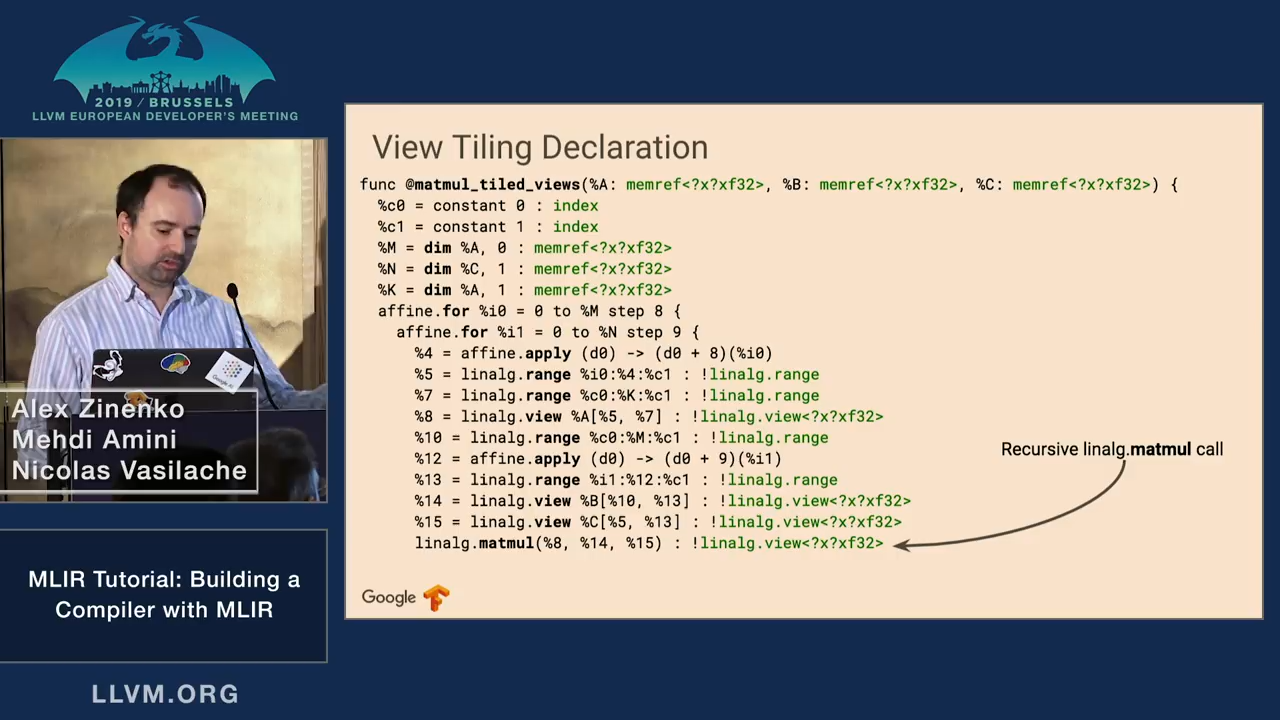 2019 / BRUSSELS
LLVM EUROPEAN DEVELOPER'S MEETING
Google AI
Alex Zinenko
Mehdi Amini
Nicolas Vasilache
MLIR Tutorial: Building a
Compiler with MLIR
LLVM.ORG
View Tiling Declaration
func @matmul_tiled_views(%A: memref<?x?xf32>, %B: memref<?x?xf32>, %C: memref<?x?xf32>) {
%c0 = constant 0 : index
%c1 = constant 1 : index
%M = dim %A, 0 : memref<?x?xf32>
%N = dim %C, 1 : memref<?x?xf32>
%K = dim %A, 1 : memref<?x?xf32>
affine.for %i0 = 0 to %M step 8 {
affine.for %i1 = 0 to %N step 9 {
%4 = affine.apply (d0) -> (d0 + 8)(%i0)
%5 = linalg.range %i0:%4:%c1 : !linalg.range
%7 = linalg.range %c0:%K:%c1 : !linalg.range
%8 = linalg.view %A[%5, %7] : !linalg.view<?x?xf32>
%10 = linalg.range %c0:%M:%c1 : !linalg.range
%12 = affine.apply (d0) -> (d0 + 9)(%i1)
%13 = linalg.range %i1:%12:%c1 : !linalg.range
%14 = linalg.view %B[%10, %13] : !linalg.view<?x?xf32>
%15 = linalg.view %C[%5, %13] : !linalg.view<?x?xf32>
linalg.matmul(%8, %14, %15) : !linalg.view<?x?xf32>
Recursive linalg.matmul call
Google